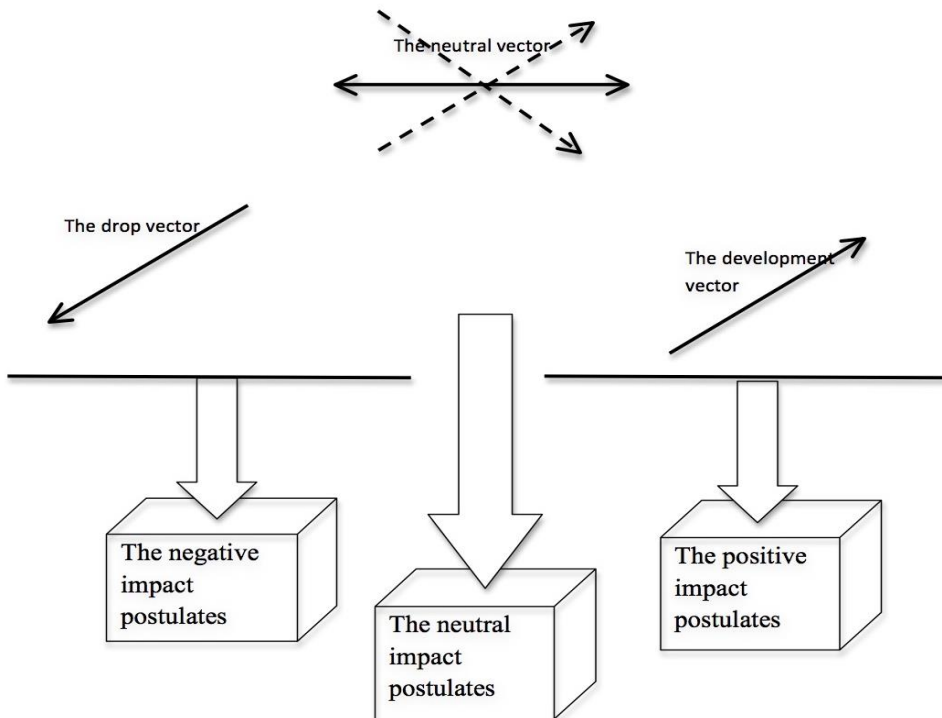 The neutral vector
The drop vector
The development
vector
The negative
impact
postulates
The neutral
impact
postulates
The positive
impact
postulates